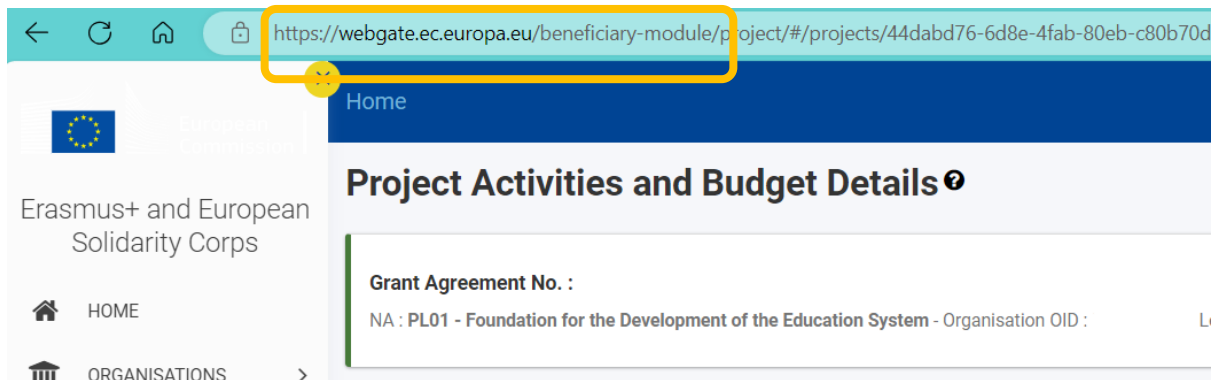 https://webgate.ec.europa.eu/beneficiary-module/project/#/projects/44dabd76-6d8e-4fab-80eb-c80b70d
Home
European
Commission
Erasmus+ and European
Solidarity Corps
HOME
ORGANISATIONS
Project Activities and Budget Details
Grant Agreement No. :
NA : PL01 - Foundation for the Development of the Education System - Organisation OID :